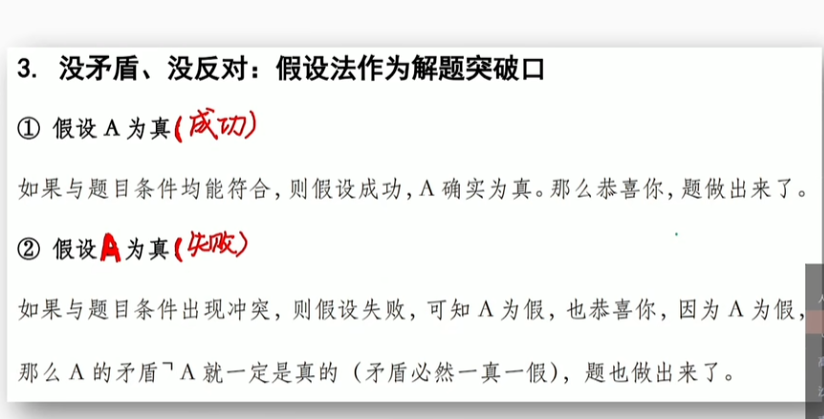 3. 没矛盾、没反对：假设法作为解题突破口
① 假设 A 为真(成功)
如果与题目条件均能符合，则假设成功，A 确实为真。那么恭喜你，题做出来了。
② 假设A为真(失败)
如果与题目条件出现冲突，则假设失败，可知 A 为假，也恭喜你，因为 A 为假，
那么 A 的矛盾¬A 就一定是真的（矛盾必然一真一假），题也做出来了。